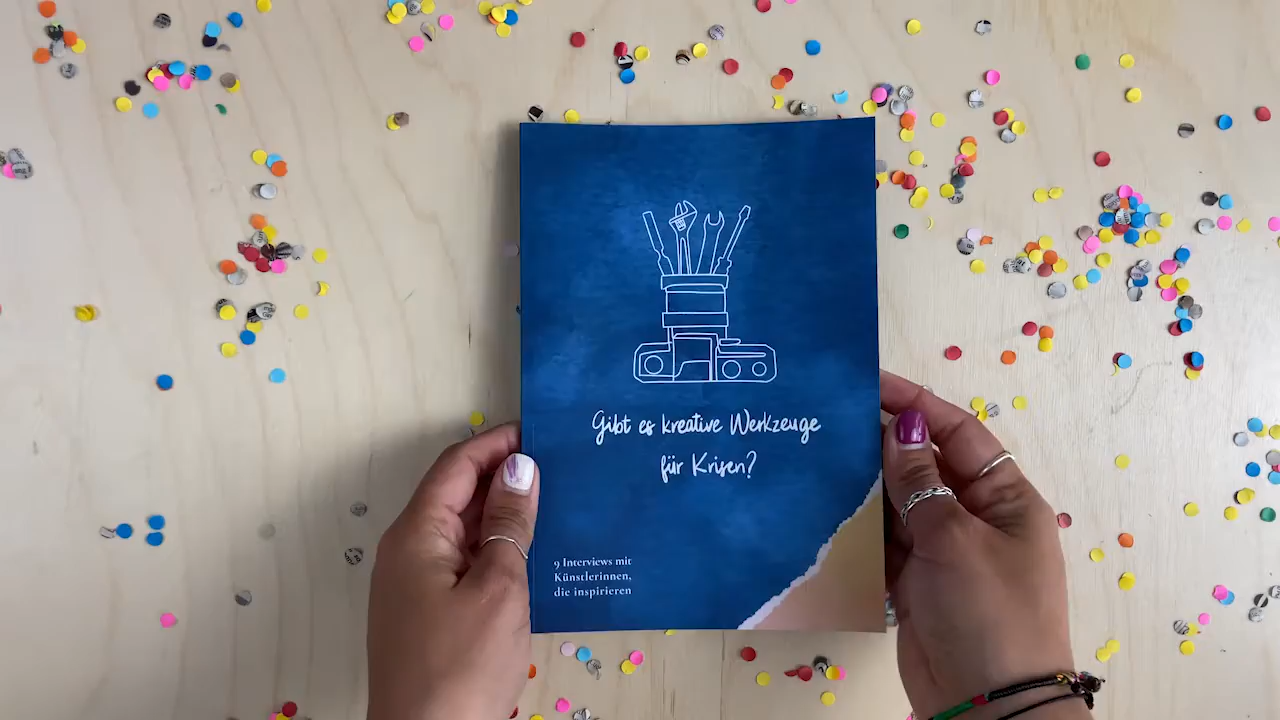 Gibt es kreative Werkzeuge
für Krisen?
9 Interviews mit
Künstlerinnen,
die inspirieren